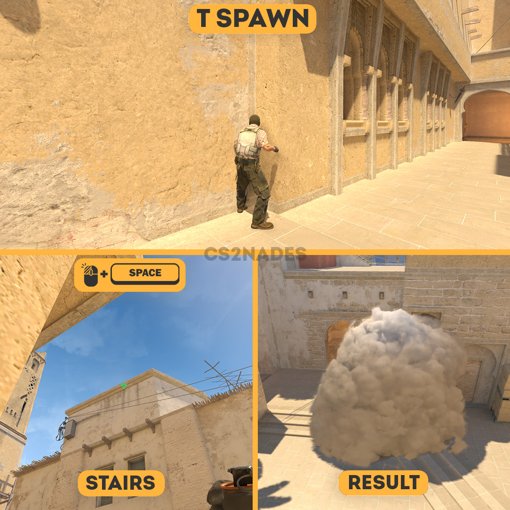 T SPAWN
CS2NADES
+ SPACE
STAIRS
RESULT